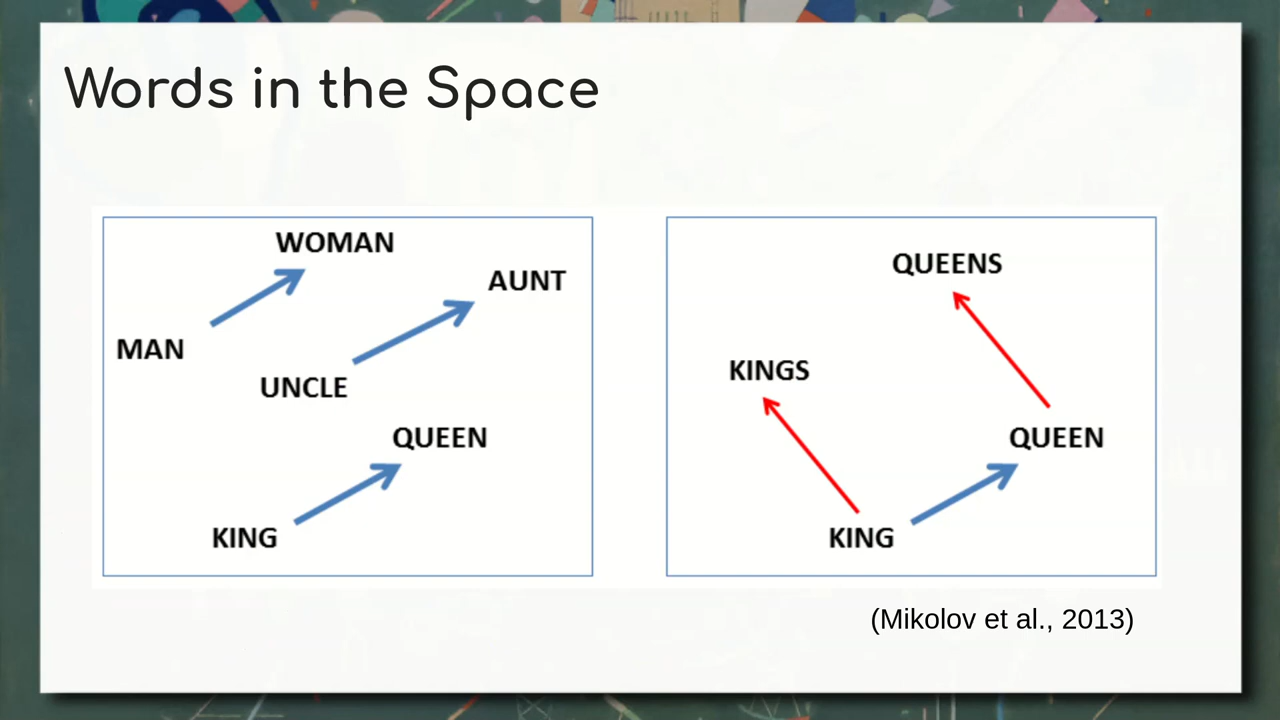 Words in the Space
WOMAN
AUNT
MAN
UNCLE
QUEEN
KING
QUEENS
KINGS
QUEEN
KING
(Mikolov et al., 2013)